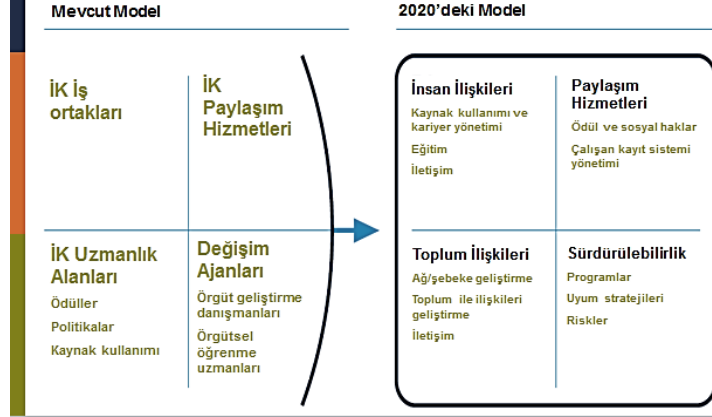 Mevcut Model
İK İş
ortakları
İK
Paylaşım
Hizmetleri
İK Uzmanlık
Alanları
Ödüller
Politikalar
Kaynak kullanımı
Değişim
Ajanları
Örgüt geliştirme
danışmanları
Örgütsel
öğrenme
uzmanları
2020'deki Model
İnsan İlişkileri
Kaynak kullanımı ve
kariyer yönetimi
Eğitim
İletişim
Paylaşım
Hizmetleri
Ödül ve sosyal haklar
Çalışan kayıt sistemi
yönetimi
Toplum İlişkileri
Ağ/şebeke geliştirme
Toplum ile ilişkileri
geliştirme
İletişim
Sürdürülebilirlik
Programlar
Uyum stratejileri
Riskler